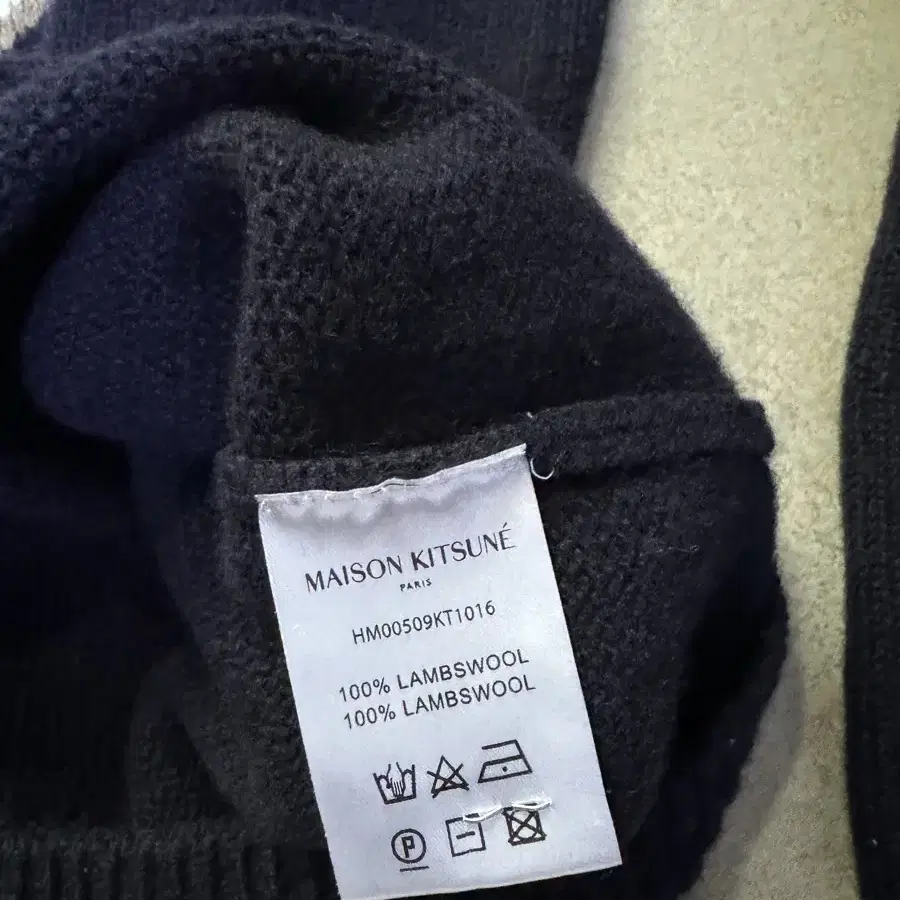 MAISON KITSUNÉ
PARIS
HM00509KT1016
100% LAMBSWOOL
100% LAMBSWOOL
P